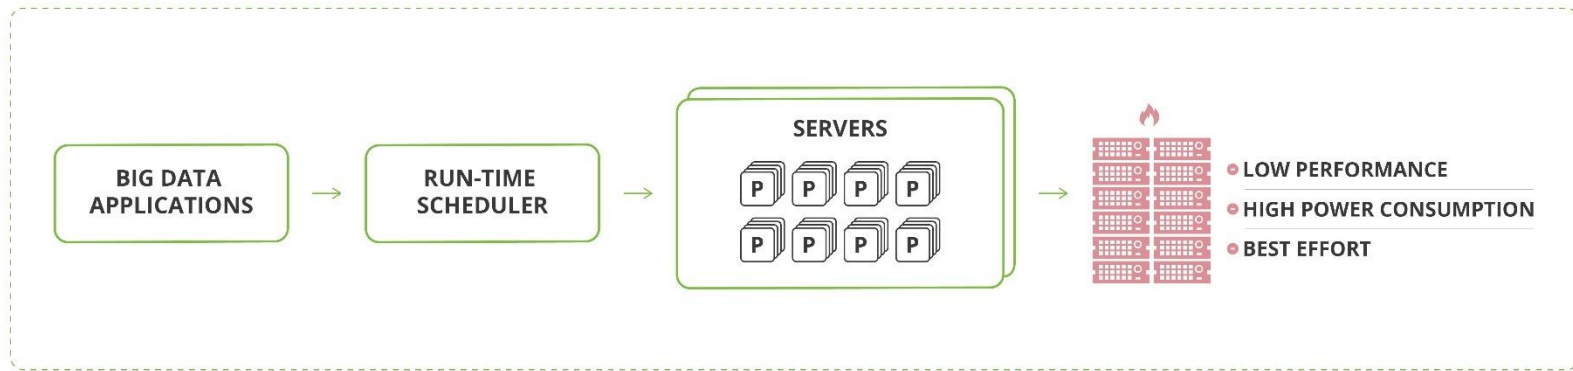 BIG DATA
APPLICATIONS
RUN-TIME
SCHEDULER
SERVERS
P P P P
P P P P
LOW PERFORMANCE
HIGH POWER CONSUMPTION
BEST EFFORT